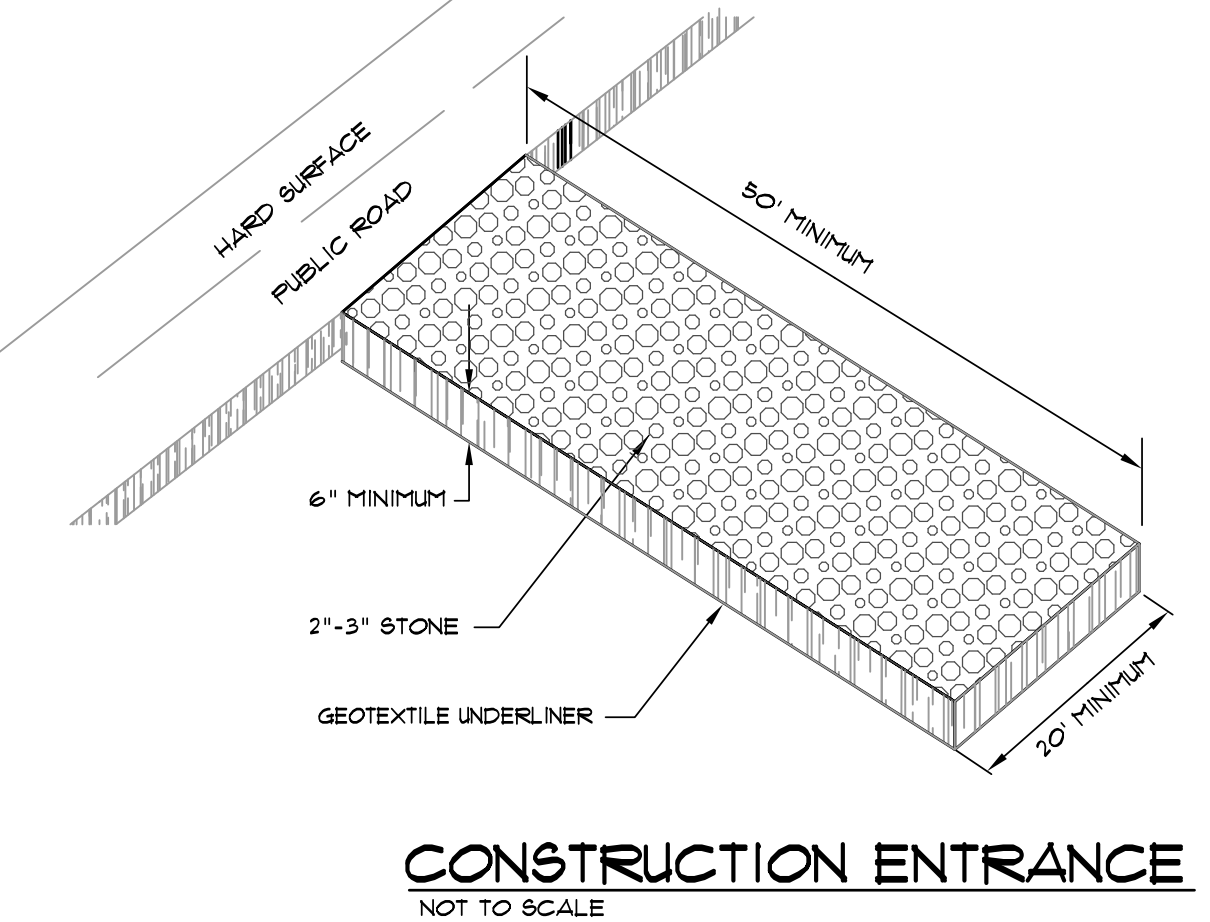 HARD SURFACE
PUBLIC ROAD
50' MINIMUM
6" MINIMUM
2"-3" STONE
GEOTEXTILE UNDERLINER
20' MINIMUM
CONSTRUCTION ENTRANCE
NOT TO SCALE